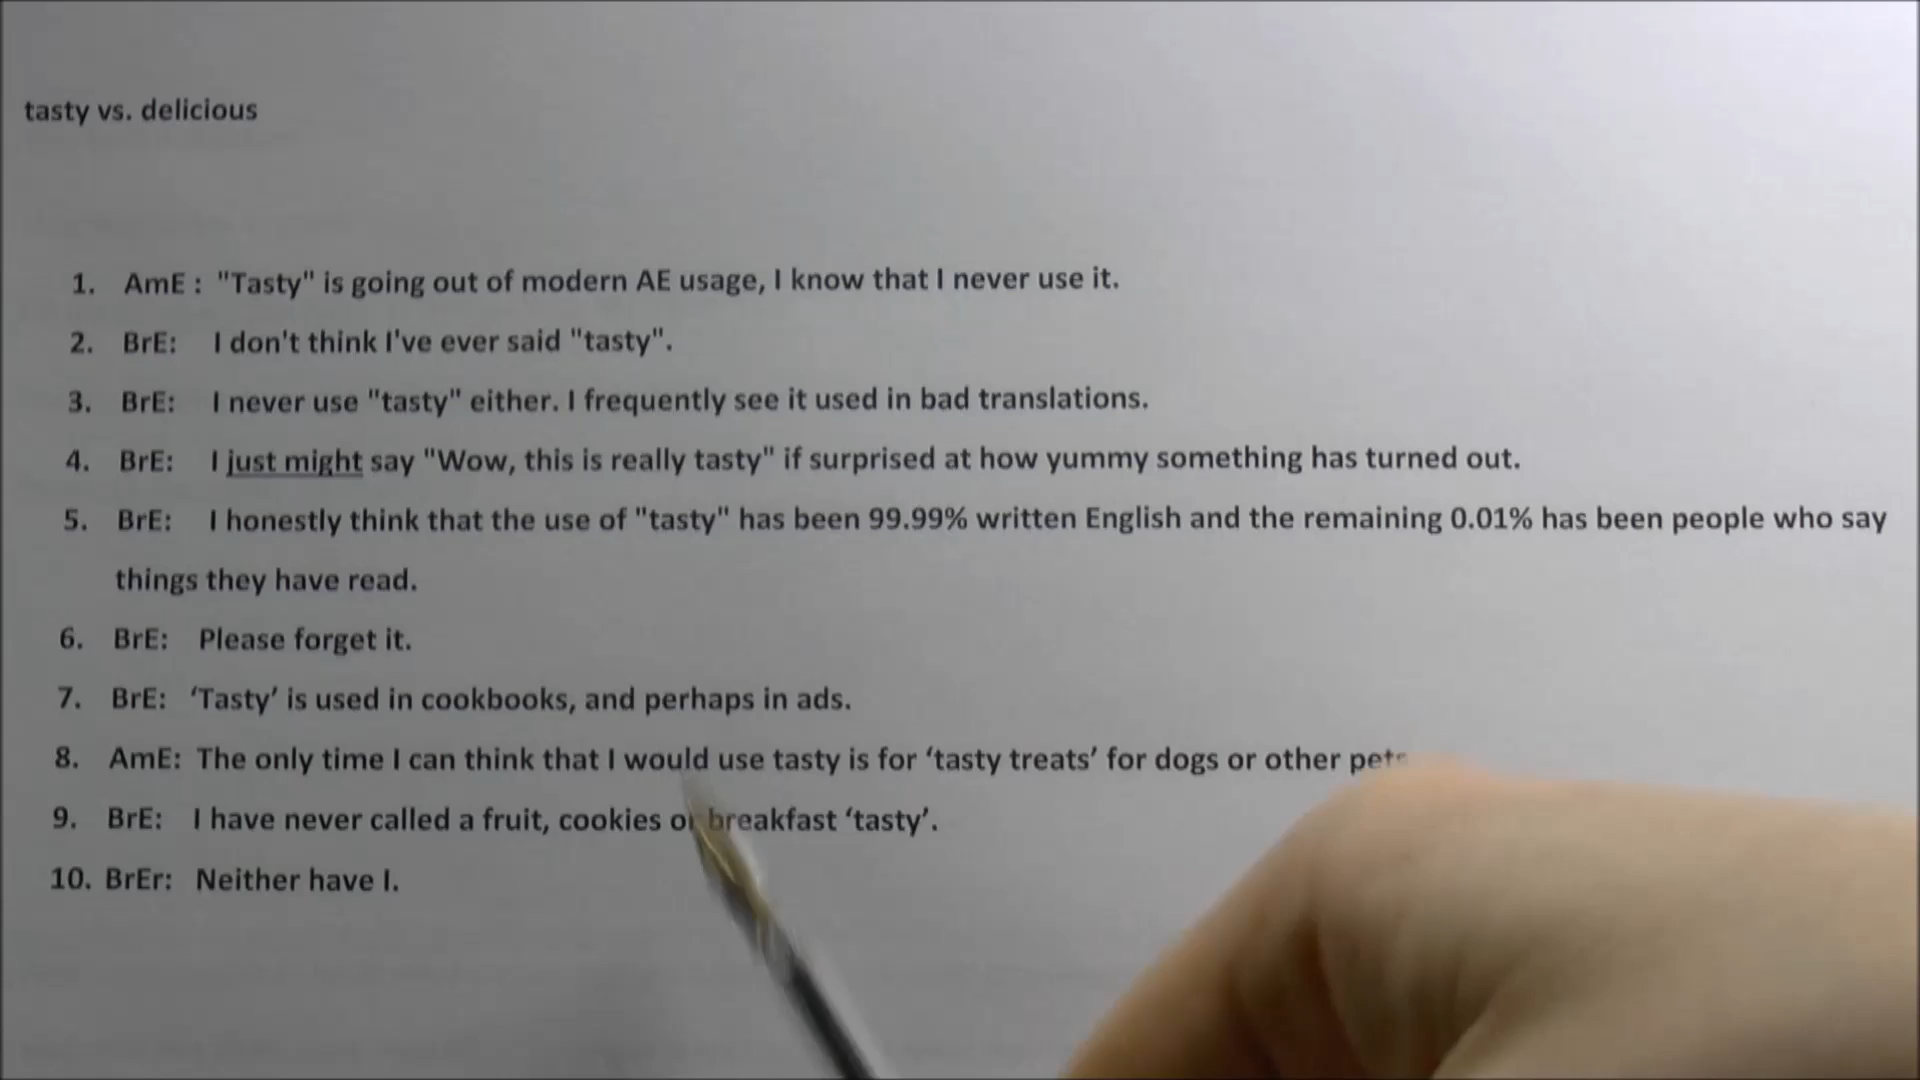 tasty vs. delicious
1. AmE : "Tasty" is going out of modern AE usage, I know that I never use it.
2. BrE: I don't think I've ever said "tasty".
3. BrE: I never use "tasty" either. I frequently see it used in bad translations.
4. BrE: I just might say "Wow, this is really tasty" if surprised at how yummy something has turned out.
5. BrE: I honestly think that the use of "tasty" has been 99.99% written English and the remaining 0.01% has been people who say
things they have read.
6. BrE: Please forget it.
7. BrE: ‘Tasty’ is used in cookbooks, and perhaps in ads.
8. AmE: The only time I can think that I would use tasty is for ‘tasty treats’ for dogs or other pets
9. BrE: I have never called a fruit, cookies or breakfast ‘tasty’.
10. BrEr: Neither have I.